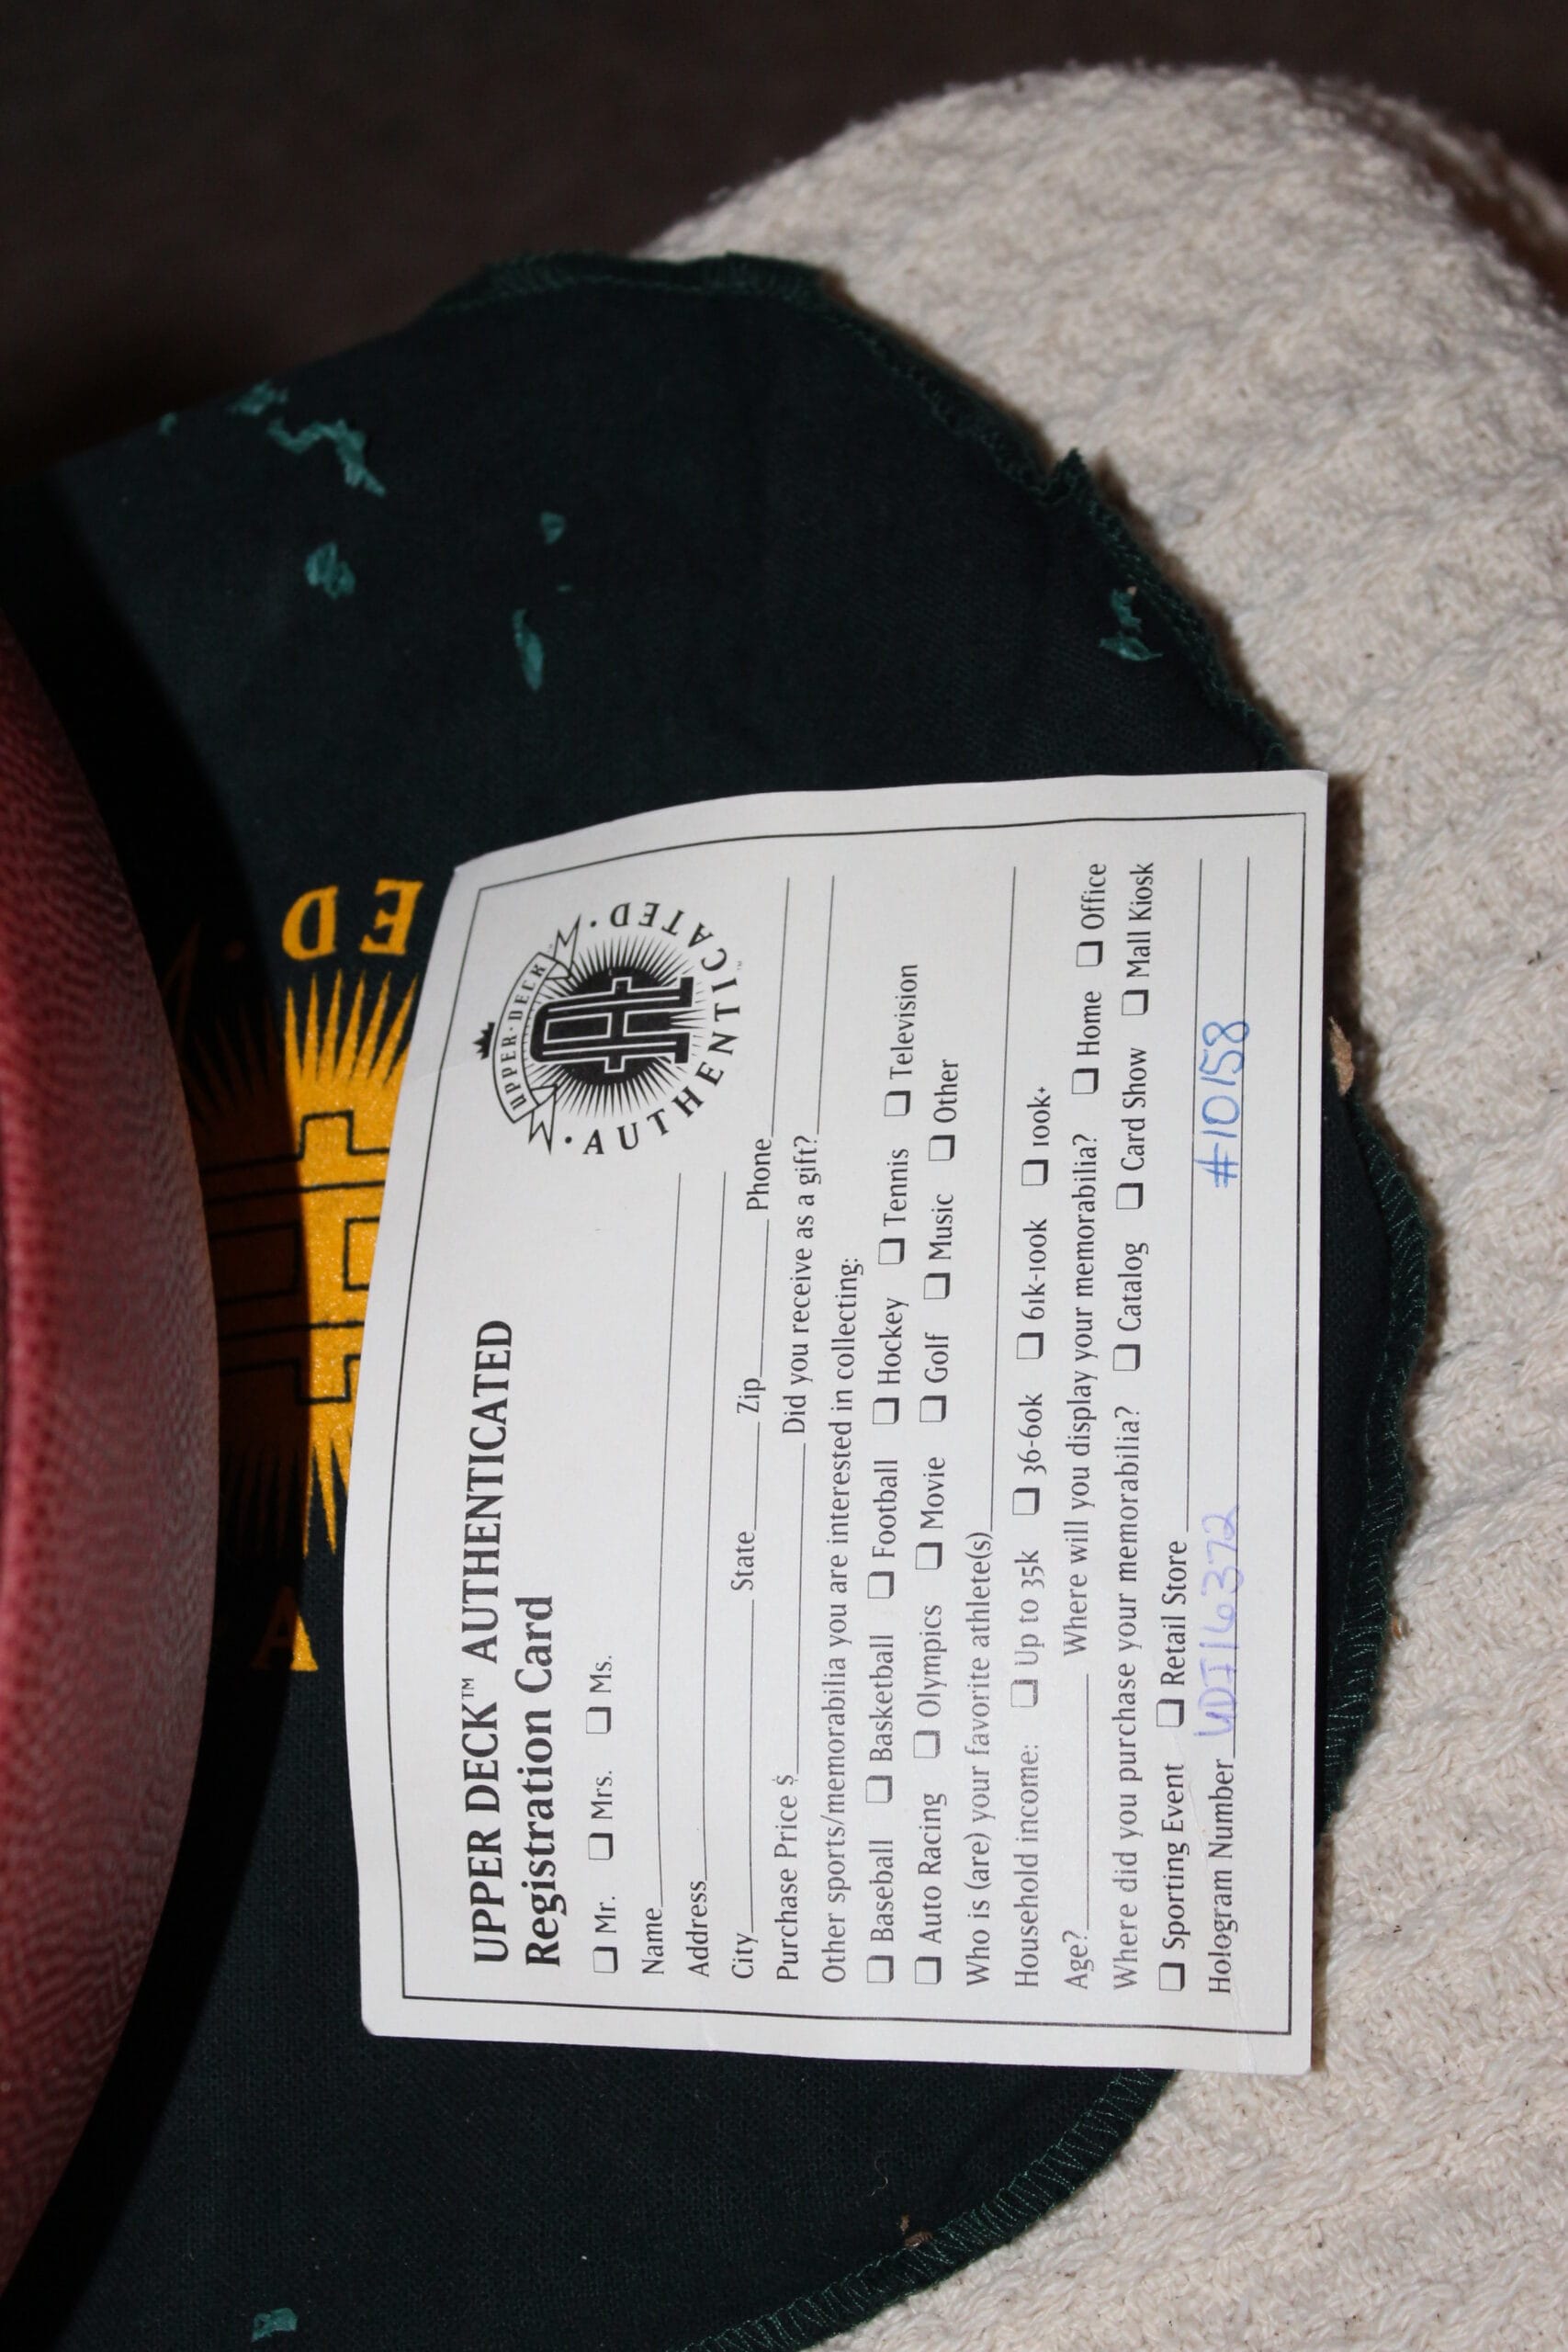 UPPER DECK™ AUTHENTICATED
Registration Card
UPPER·DECK
·AUTHENTICATED·™
❏ Mr. ❏ Mrs. ❏ Ms.
Name
Address
City State Zip Phone
Purchase Price $ Did you receive as a gift?
Other sports/memorabilia you are interested in collecting:
❏ Baseball ❏ Basketball ❏ Football ❏ Hockey ❏ Tennis ❏ Television
❏ Auto Racing ❏ Olympics ❏ Movie ❏ Golf ❏ Music ❏ Other
Who is (are) your favorite athlete(s)
Household income: ❏ Up to 35k ❏ 36-60k ❏ 61k-100k ❏ 100k+
Age? Where will you display your memorabilia? ❏ Home ❏ Office
Where did you purchase your memorabilia? ❏ Catalog ❏ Card Show ❏ Mall Kiosk
❏ Sporting Event ❏ Retail Store
Hologram Number #10158
A
ED